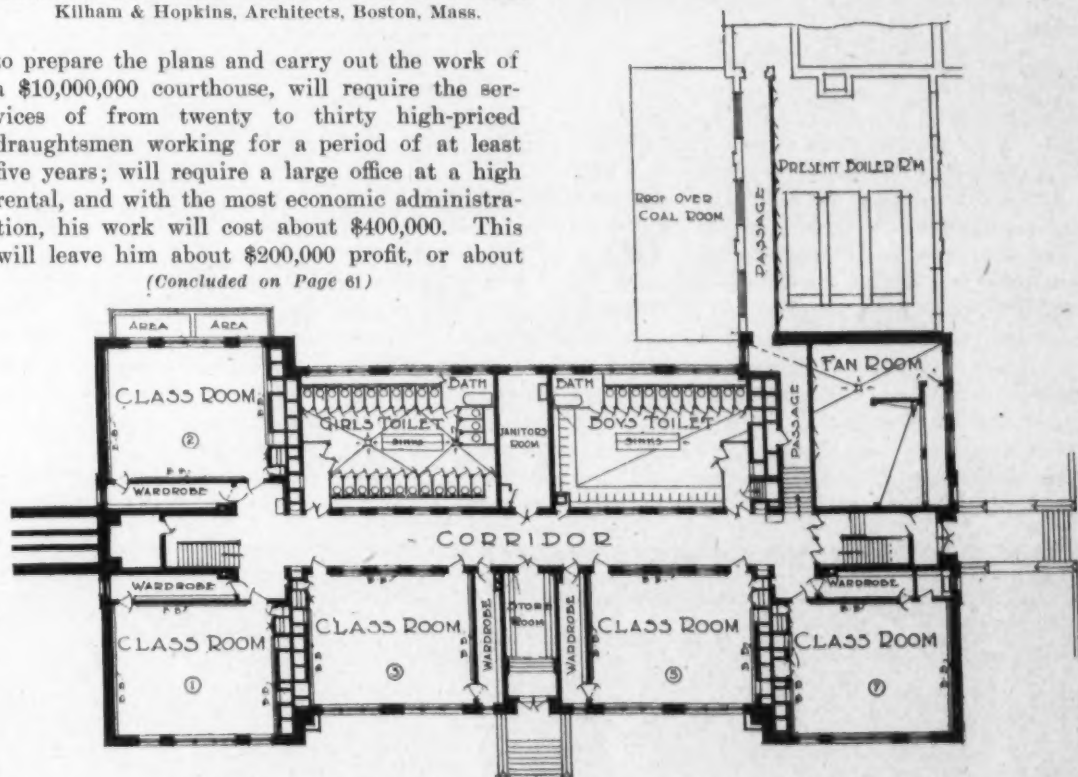 Kilham & Hopkins, Architects, Boston, Mass.
to prepare the plans and carry out the work of
a $10,000,000 courthouse, will require the ser-
vices of from twenty to thirty high-priced
draughtsmen working for a period of at least
five years; will require a large office at a high
rental, and with the most economic administra-
tion, his work will cost about $400,000. This
will leave him about $200,000 profit, or about
(Concluded on Page 61)
ROOF OVER
COAL ROOM
PASSAGE
PRESENT BOILER R'M
AREA AREA
CLASS ROOM
②
WARDROBE
GIRLS TOILET
SINKS
BATH
JANITORS
ROOM
BATH
BOYS TOILET
SINKS
PASSAGE
FAN ROOM
CORRIDOR
WARDROBE
CLASS ROOM
①
CLASS ROOM
③
WARDROBE
STORE
ROOM
WARDROBE
CLASS ROOM
⑤
WARDROBE
CLASS ROOM
⑦